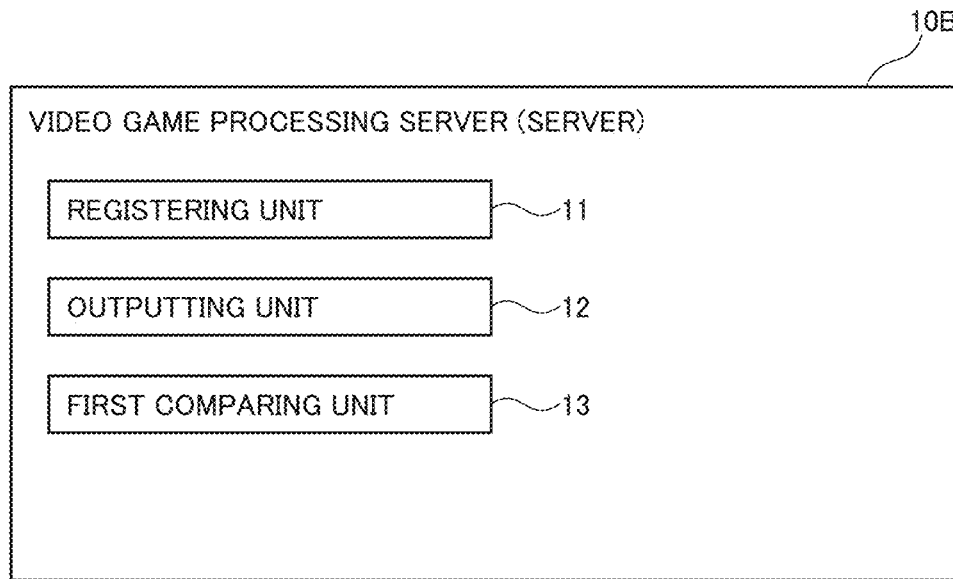 10B
VIDEO GAME PROCESSING SERVER (SERVER)
REGISTERING UNIT 11
OUTPUTTING UNIT 12
FIRST COMPARING UNIT 13